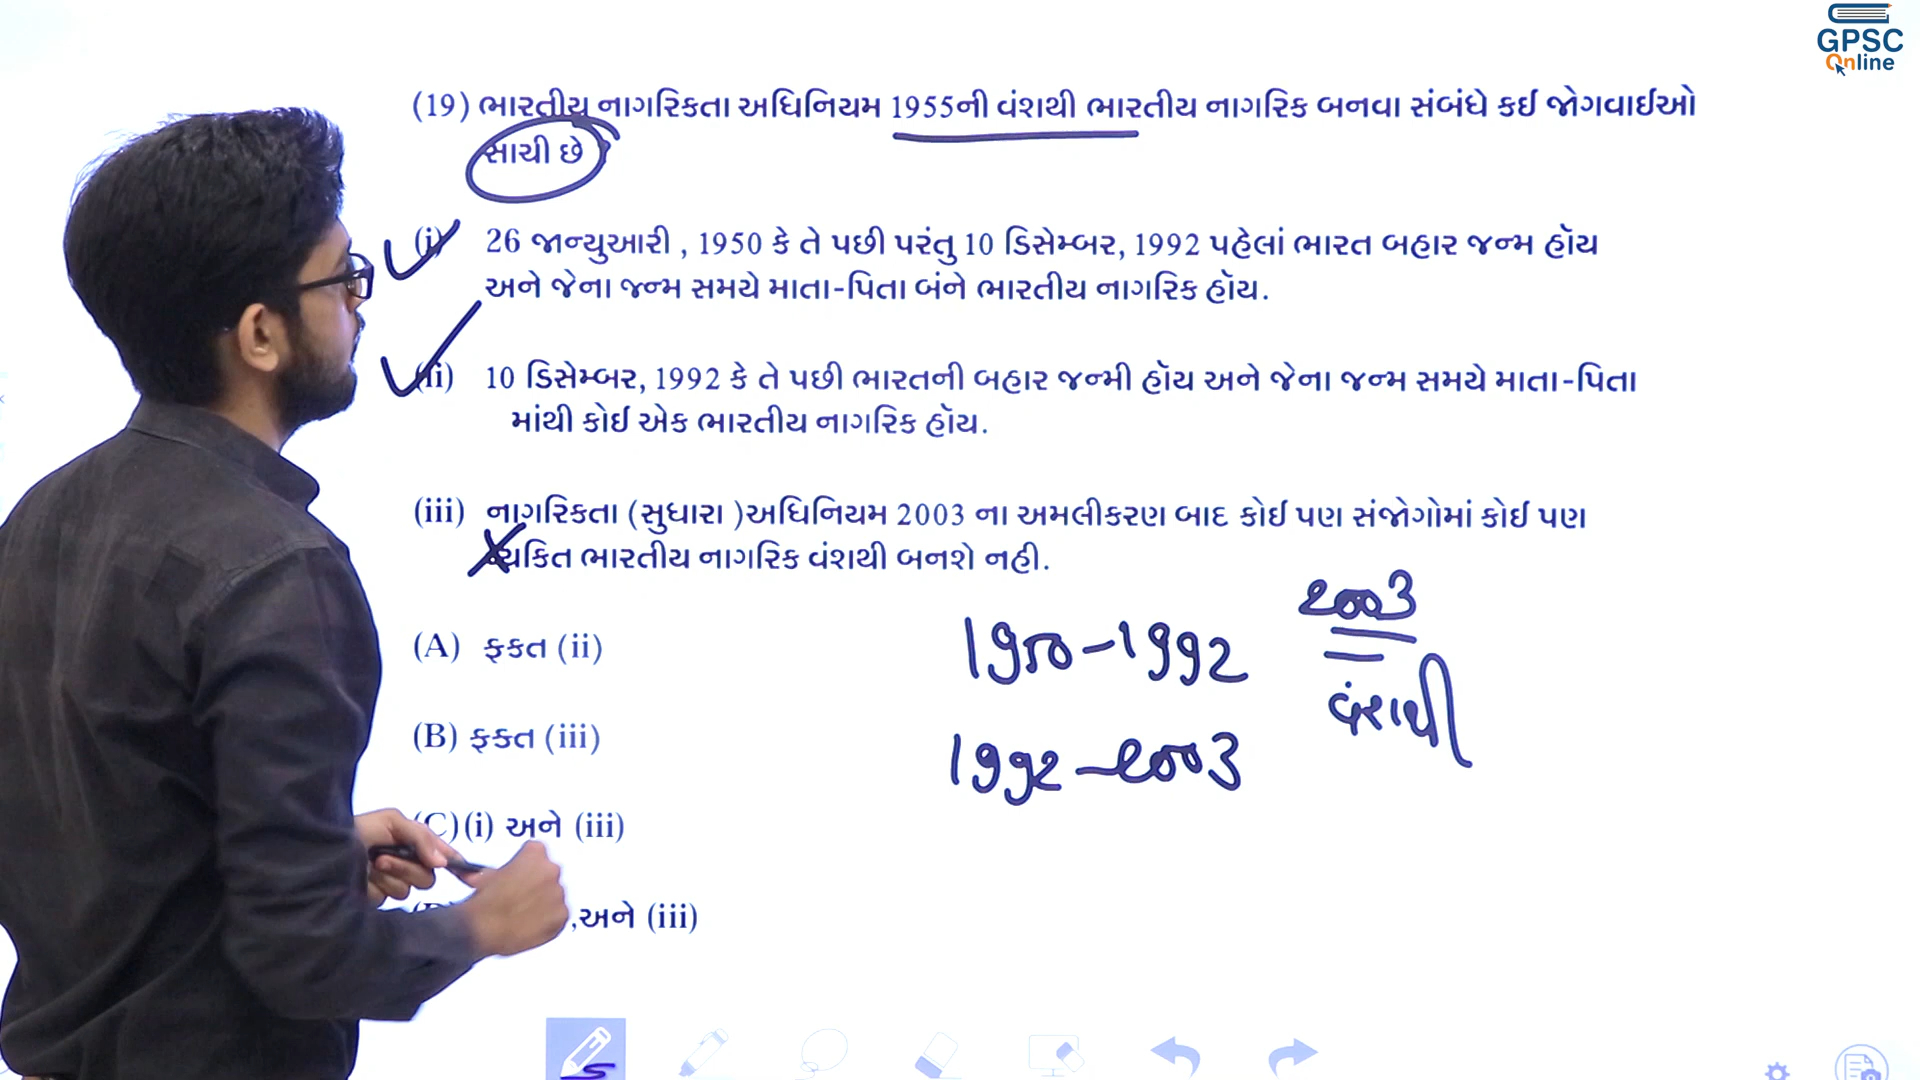 GPSC
Online
(19) ભારતીય નાગરિકતા અધિનિયમ 1955ની વંશથી ભારતીય નાગરિક બનવા સંબંધે કઈ જોગવાઈઓ
સાચી છે ?
(i) 26 જાન્યુઆરી , 1950 કે તે પછી પરંતુ 10 ડિસેમ્બર, 1992 પહેલાં ભારત બહાર જન્મ હૉય
અને જેના જન્મ સમયે માતા-પિતા બંને ભારતીય નાગરિક હૉય.
(ii) 10 ડિસેમ્બર, 1992 કે તે પછી ભારતની બહાર જન્મી હૉય અને જેના જન્મ સમયે માતા-પિતા
માંથી કોઈ એક ભારતીય નાગરિક હૉય.
(iii) નાગરિકતા (સુધારા )અધિનિયમ 2003 ના અમલીકરણ બાદ કોઈ પણ સંજોગોમાં કોઈ પણ
વ્યકિત ભારતીય નાગરિક વંશથી બનશે નહી.
2003
(A) ફકત (ii)
1950-1992
વંશથી
(B) ફકત (iii)
1992-2003
(C) (i) અને (iii)
,અને (iii)